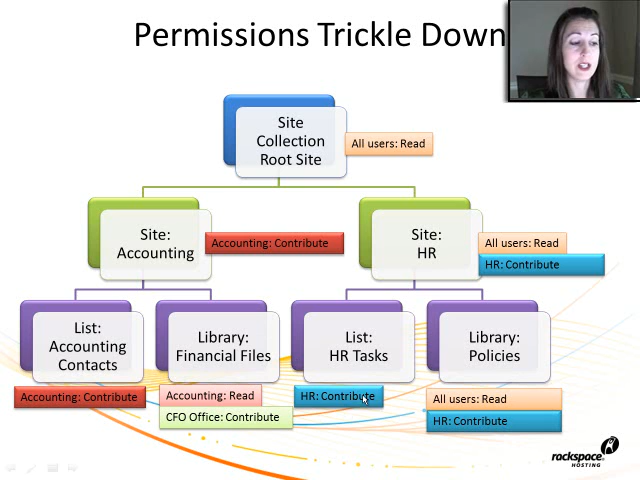 Permissions Trickle Down
Site
Collection
Root Site
All users: Read
Site:
Accounting
Accounting: Contribute
Site:
HR
All users: Read
HR: Contribute
List:
Accounting
Contacts
Accounting: Contribute
Library:
Financial Files
Accounting: Read
CFO Office: Contribute
List:
HR Tasks
HR: Contribute
Library:
Policies
All users: Read
HR: Contribute
rackspace
HOSTING